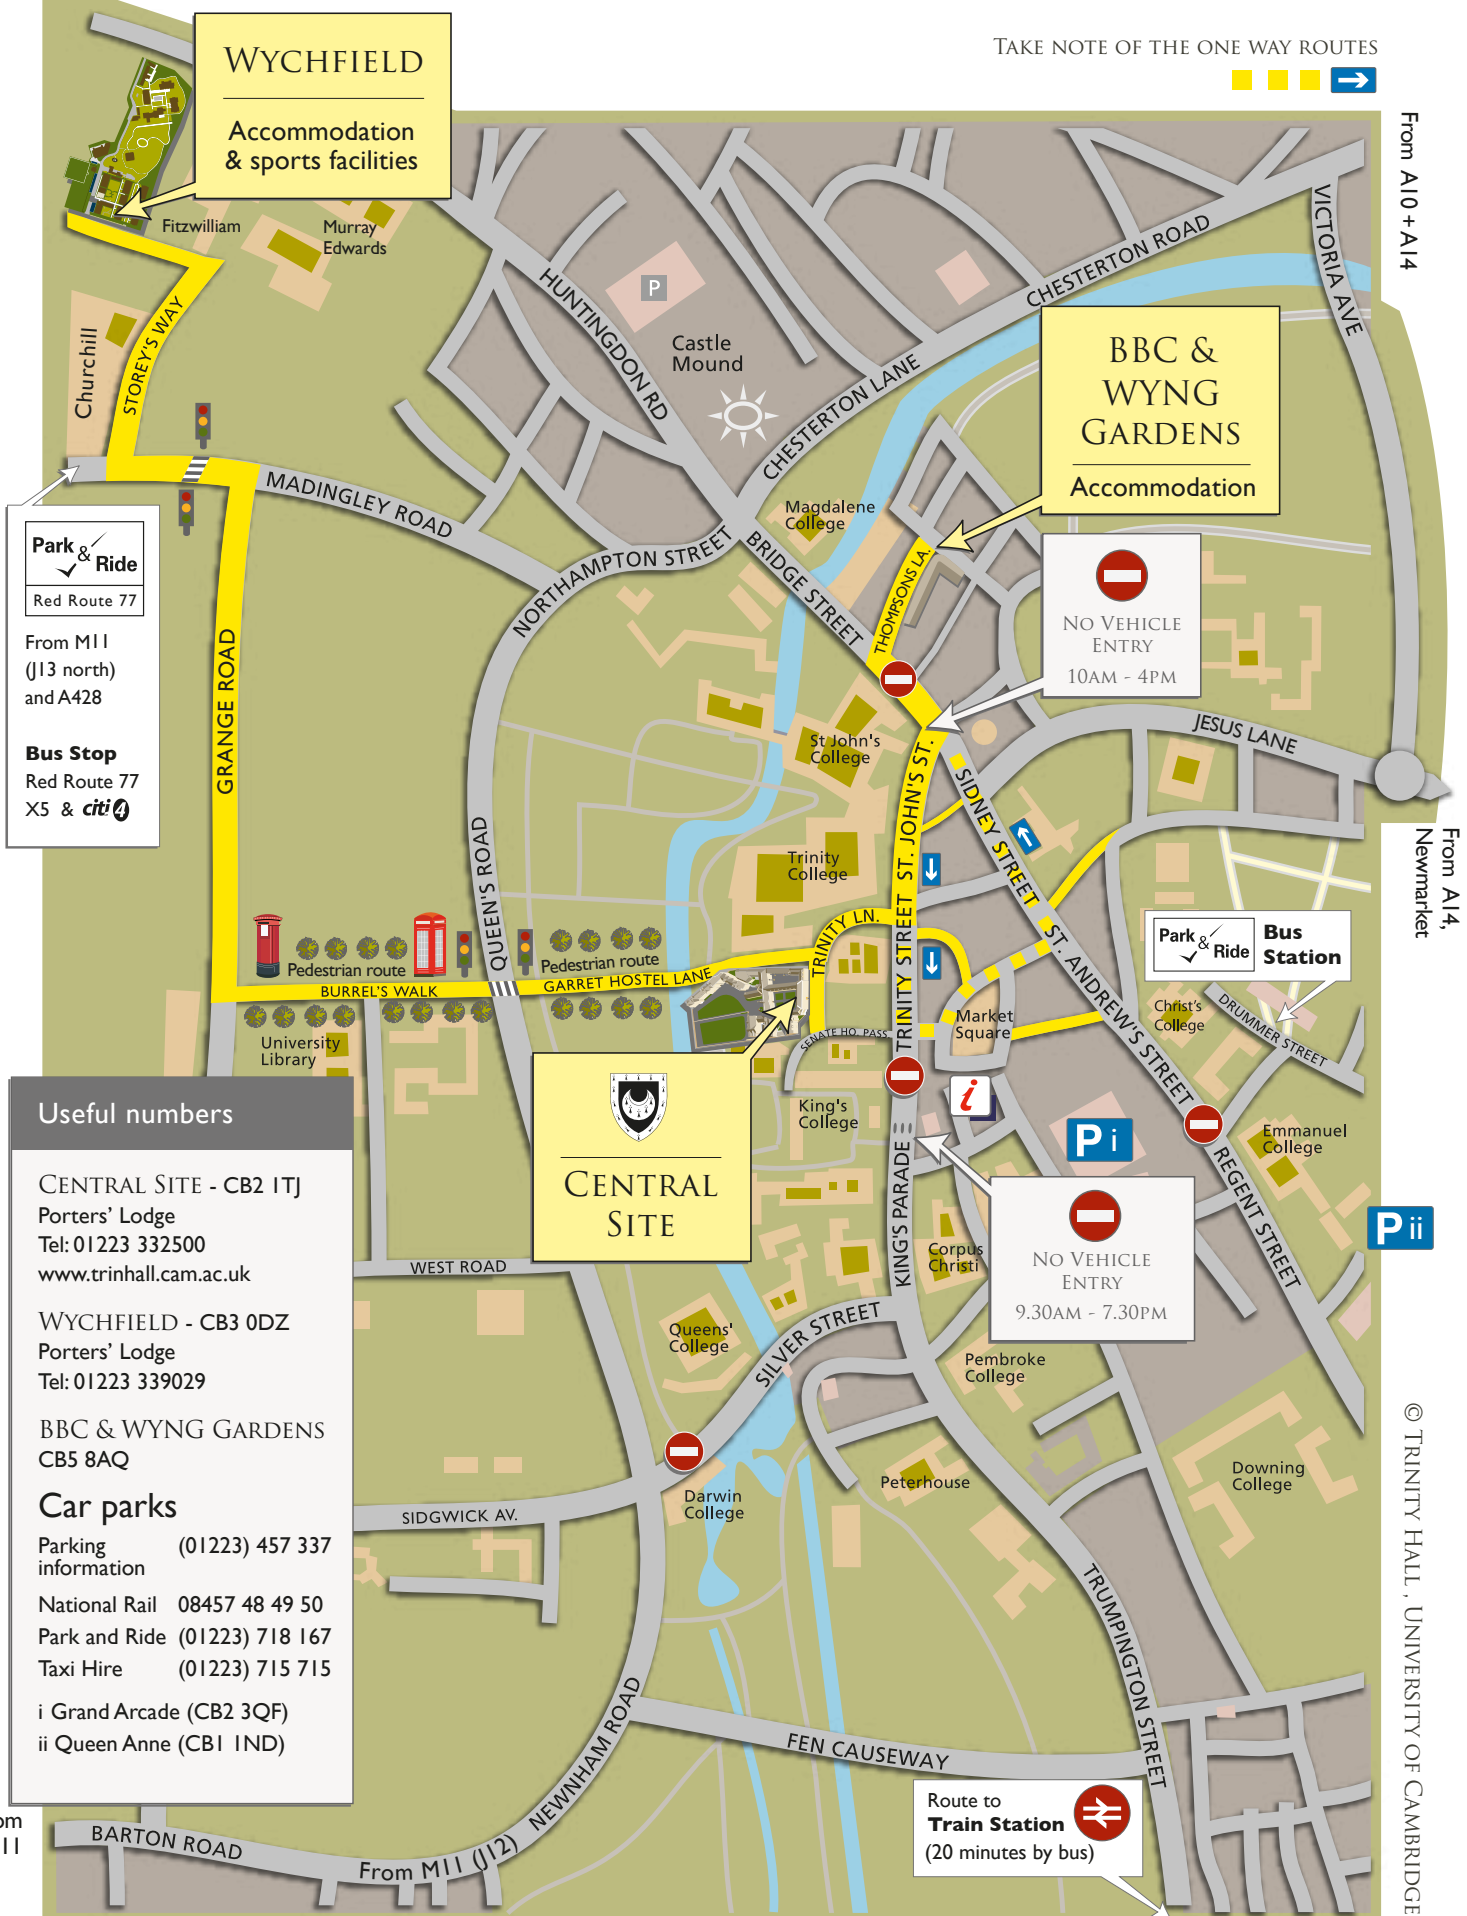 WYCHFIELD
Accommodation
& sports facilities
TAKE NOTE OF THE ONE WAY ROUTES
From A10 + A14
Fitzwilliam
Murray
Edwards
Churchill
STOREY'S WAY
HUNTINGDON RD
P
Castle
Mound
CHESTERTON ROAD
VICTORIA AVE
CHESTERTON LANE
BBC &
WYNG
GARDENS
Accommodation
MADINGLEY ROAD
NORTHAMPTON STREET
Magdalene
College
BRIDGE STREET
THOMPSONS LA.
NO VEHICLE
ENTRY
10AM - 4PM
Park & Ride
Red Route 77
From M11
(J13 north)
and A428
Bus Stop
Red Route 77
X5 & citi 4
GRANGE ROAD
QUEEN'S ROAD
St John's
College
ST. JOHN'S ST.
SIDNEY STREET
JESUS LANE
From A14,
Newmarket
Trinity
College
TRINITY LN.
TRINITY LANE
TRINITY STREET
Pedestrian route
Pedestrian route
BURREL'S WALK
GARRET HOSTEL LANE
University
Library
SENATE HO. PASS
Market
Square
ST. ANDREW'S STREET
Park & Ride
Bus
Station
Christ's
College
DRUMMER STREET
i
King's
College
KING'S PARADE
P i
Emmanuel
College
REGENT STREET
P ii
CENTRAL
SITE
NO VEHICLE
ENTRY
9.30AM - 7.30PM
Corpus
Christi
WEST ROAD
Queens'
College
SILVER STREET
Pembroke
College
Darwin
College
Peterhouse
Downing
College
SIDGWICK AV.
TRUMPINGTON STREET
NEWNHAM ROAD
FEN CAUSEWAY
Route to
Train Station
(20 minutes by bus)
BARTON ROAD
From M11 (J12)
om
11
Useful numbers
CENTRAL SITE - CB2 1TJ
Porters' Lodge
Tel: 01223 332500
www.trinhall.cam.ac.uk
WYCHFIELD - CB3 0DZ
Porters' Lodge
Tel: 01223 339029
BBC & WYNG GARDENS
CB5 8AQ
Car parks
Parking information (01223) 457 337
National Rail 08457 48 49 50
Park and Ride (01223) 718 167
Taxi Hire (01223) 715 715
i Grand Arcade (CB2 3QF)
ii Queen Anne (CB1 1ND)
© TRINITY HALL , UNIVERSITY OF CAMBRIDGE